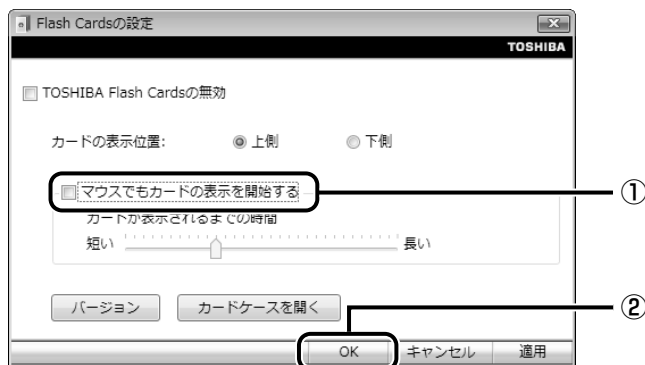 Flash Cardsの設定
TOSHIBA
TOSHIBA Flash Cardsの無効
カードの表示位置: 上側 下側
マウスでもカードの表示を開始する ①
カードが表示されるまでの時間
短い 長い
バージョン カードケースを開く ②
OK キャンセル 適用